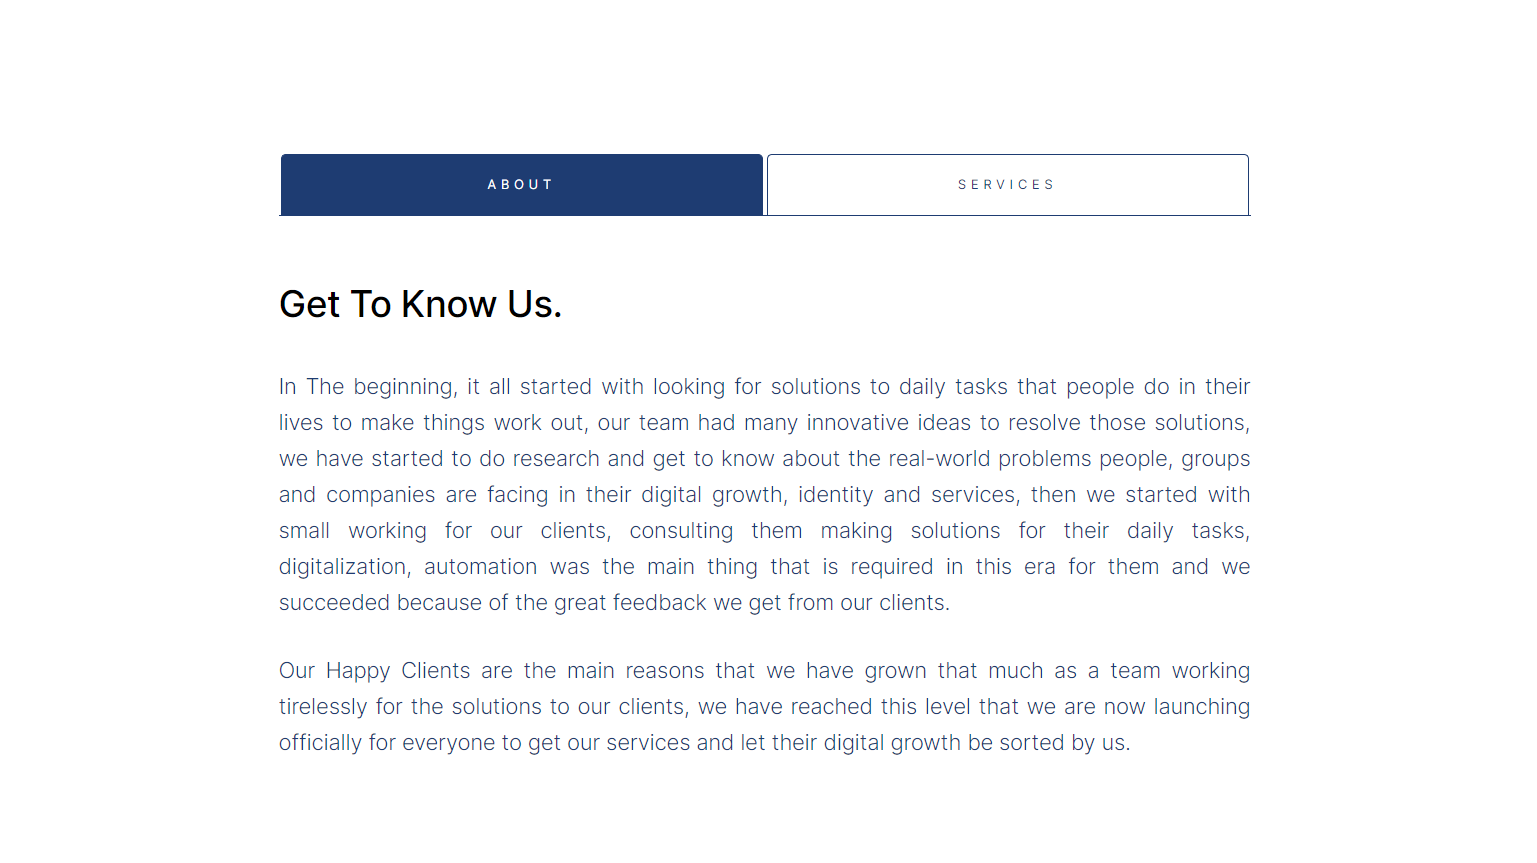 ABOUT
SERVICES
Get To Know Us.
In The beginning, it all started with looking for solutions to daily tasks that people do in their
lives to make things work out, our team had many innovative ideas to resolve those solutions,
we have started to do research and get to know about the real-world problems people, groups
and companies are facing in their digital growth, identity and services, then we started with
small working for our clients, consulting them making solutions for their daily tasks,
digitalization, automation was the main thing that is required in this era for them and we
succeeded because of the great feedback we get from our clients.
Our Happy Clients are the main reasons that we have grown that much as a team working
tirelessly for the solutions to our clients, we have reached this level that we are now launching
officially for everyone to get our services and let their digital growth be sorted by us.